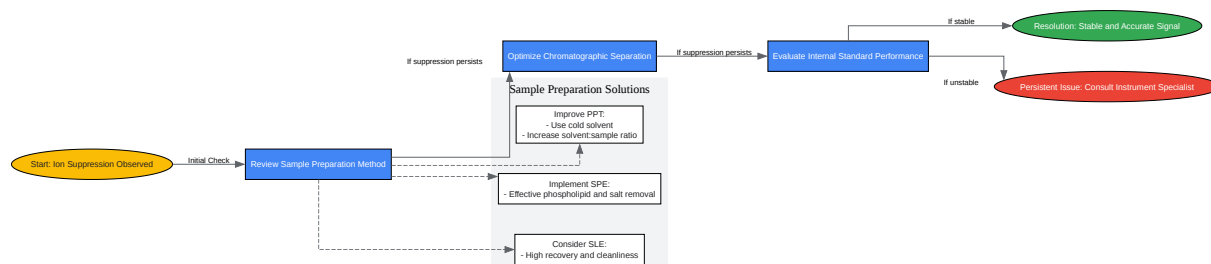 Start: Ion Suppression Observed
Initial Check
Review Sample Preparation Method
If suppression persists
Optimize Chromatographic Separation
If suppression persists
Evaluate Internal Standard Performance
If stable
Resolution: Stable and Accurate Signal
If unstable
Persistent Issue: Consult Instrument Specialist
Sample Preparation Solutions
Improve PPT:
- Use cold solvent
- Increase solvent:sample ratio
Implement SPE:
- Effective phospholipid and salt removal
Consider SLE:
- High recovery and cleanliness